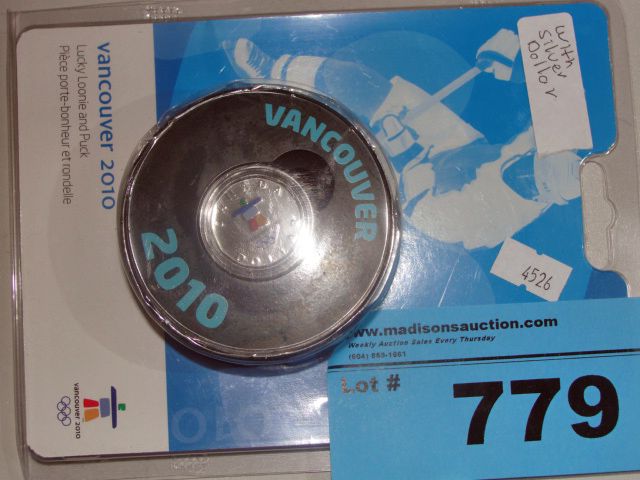 vancouver 2010
Lucky Loonie and Puck
Pièce porte-bonheur et rondelle
VANCOUVER
2010
With
Silver
Dollar
4526
www.madisonsauction.com
Weekly Auction Sales Every Thursday
Lot #
779
vancouver 2010